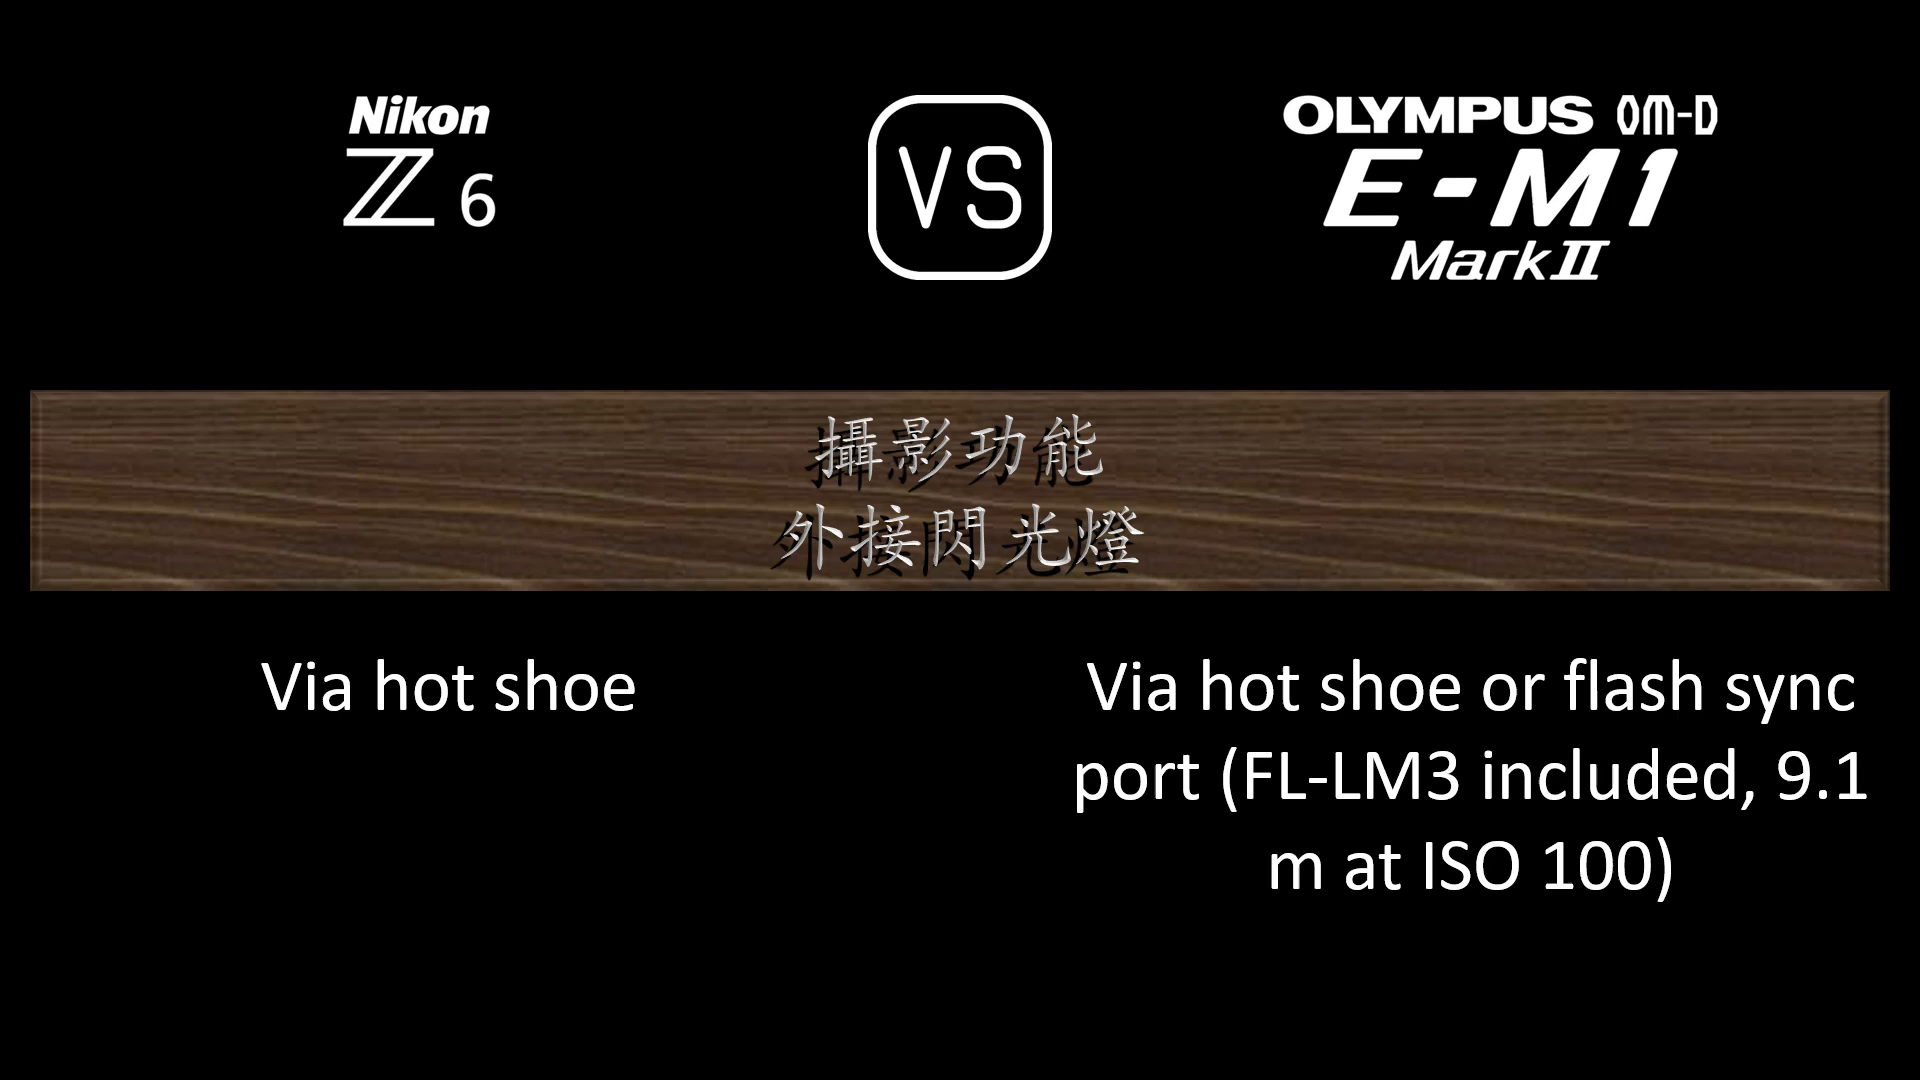 Nikon
Z 6
VS
OLYMPUS OM-D
E-M1
Mark II
攝影功能
外接閃光燈
Via hot shoe
Via hot shoe or flash sync
port (FL-LM3 included, 9.1
m at ISO 100)